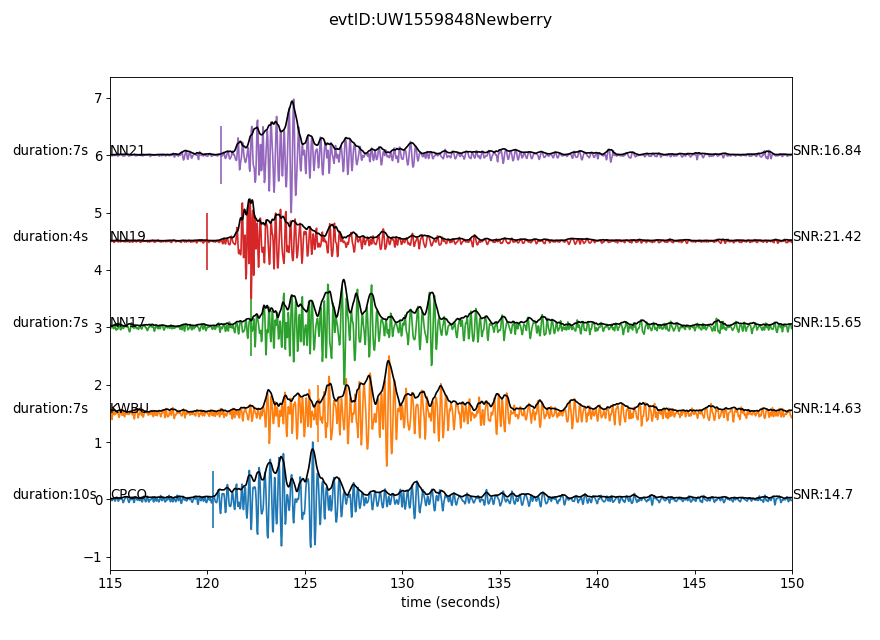 evtID:UW1559848Newberry
7
duration:7s NN21 SNR:16.84
6
5
duration:4s NN19 SNR:21.42
4
duration:7s NN17 SNR:15.65
3
2
duration:7s KWBU SNR:14.63
1
duration:10s CPCO SNR:14.7
0
−1
115 120 125 130 135 140 145 150
time (seconds)